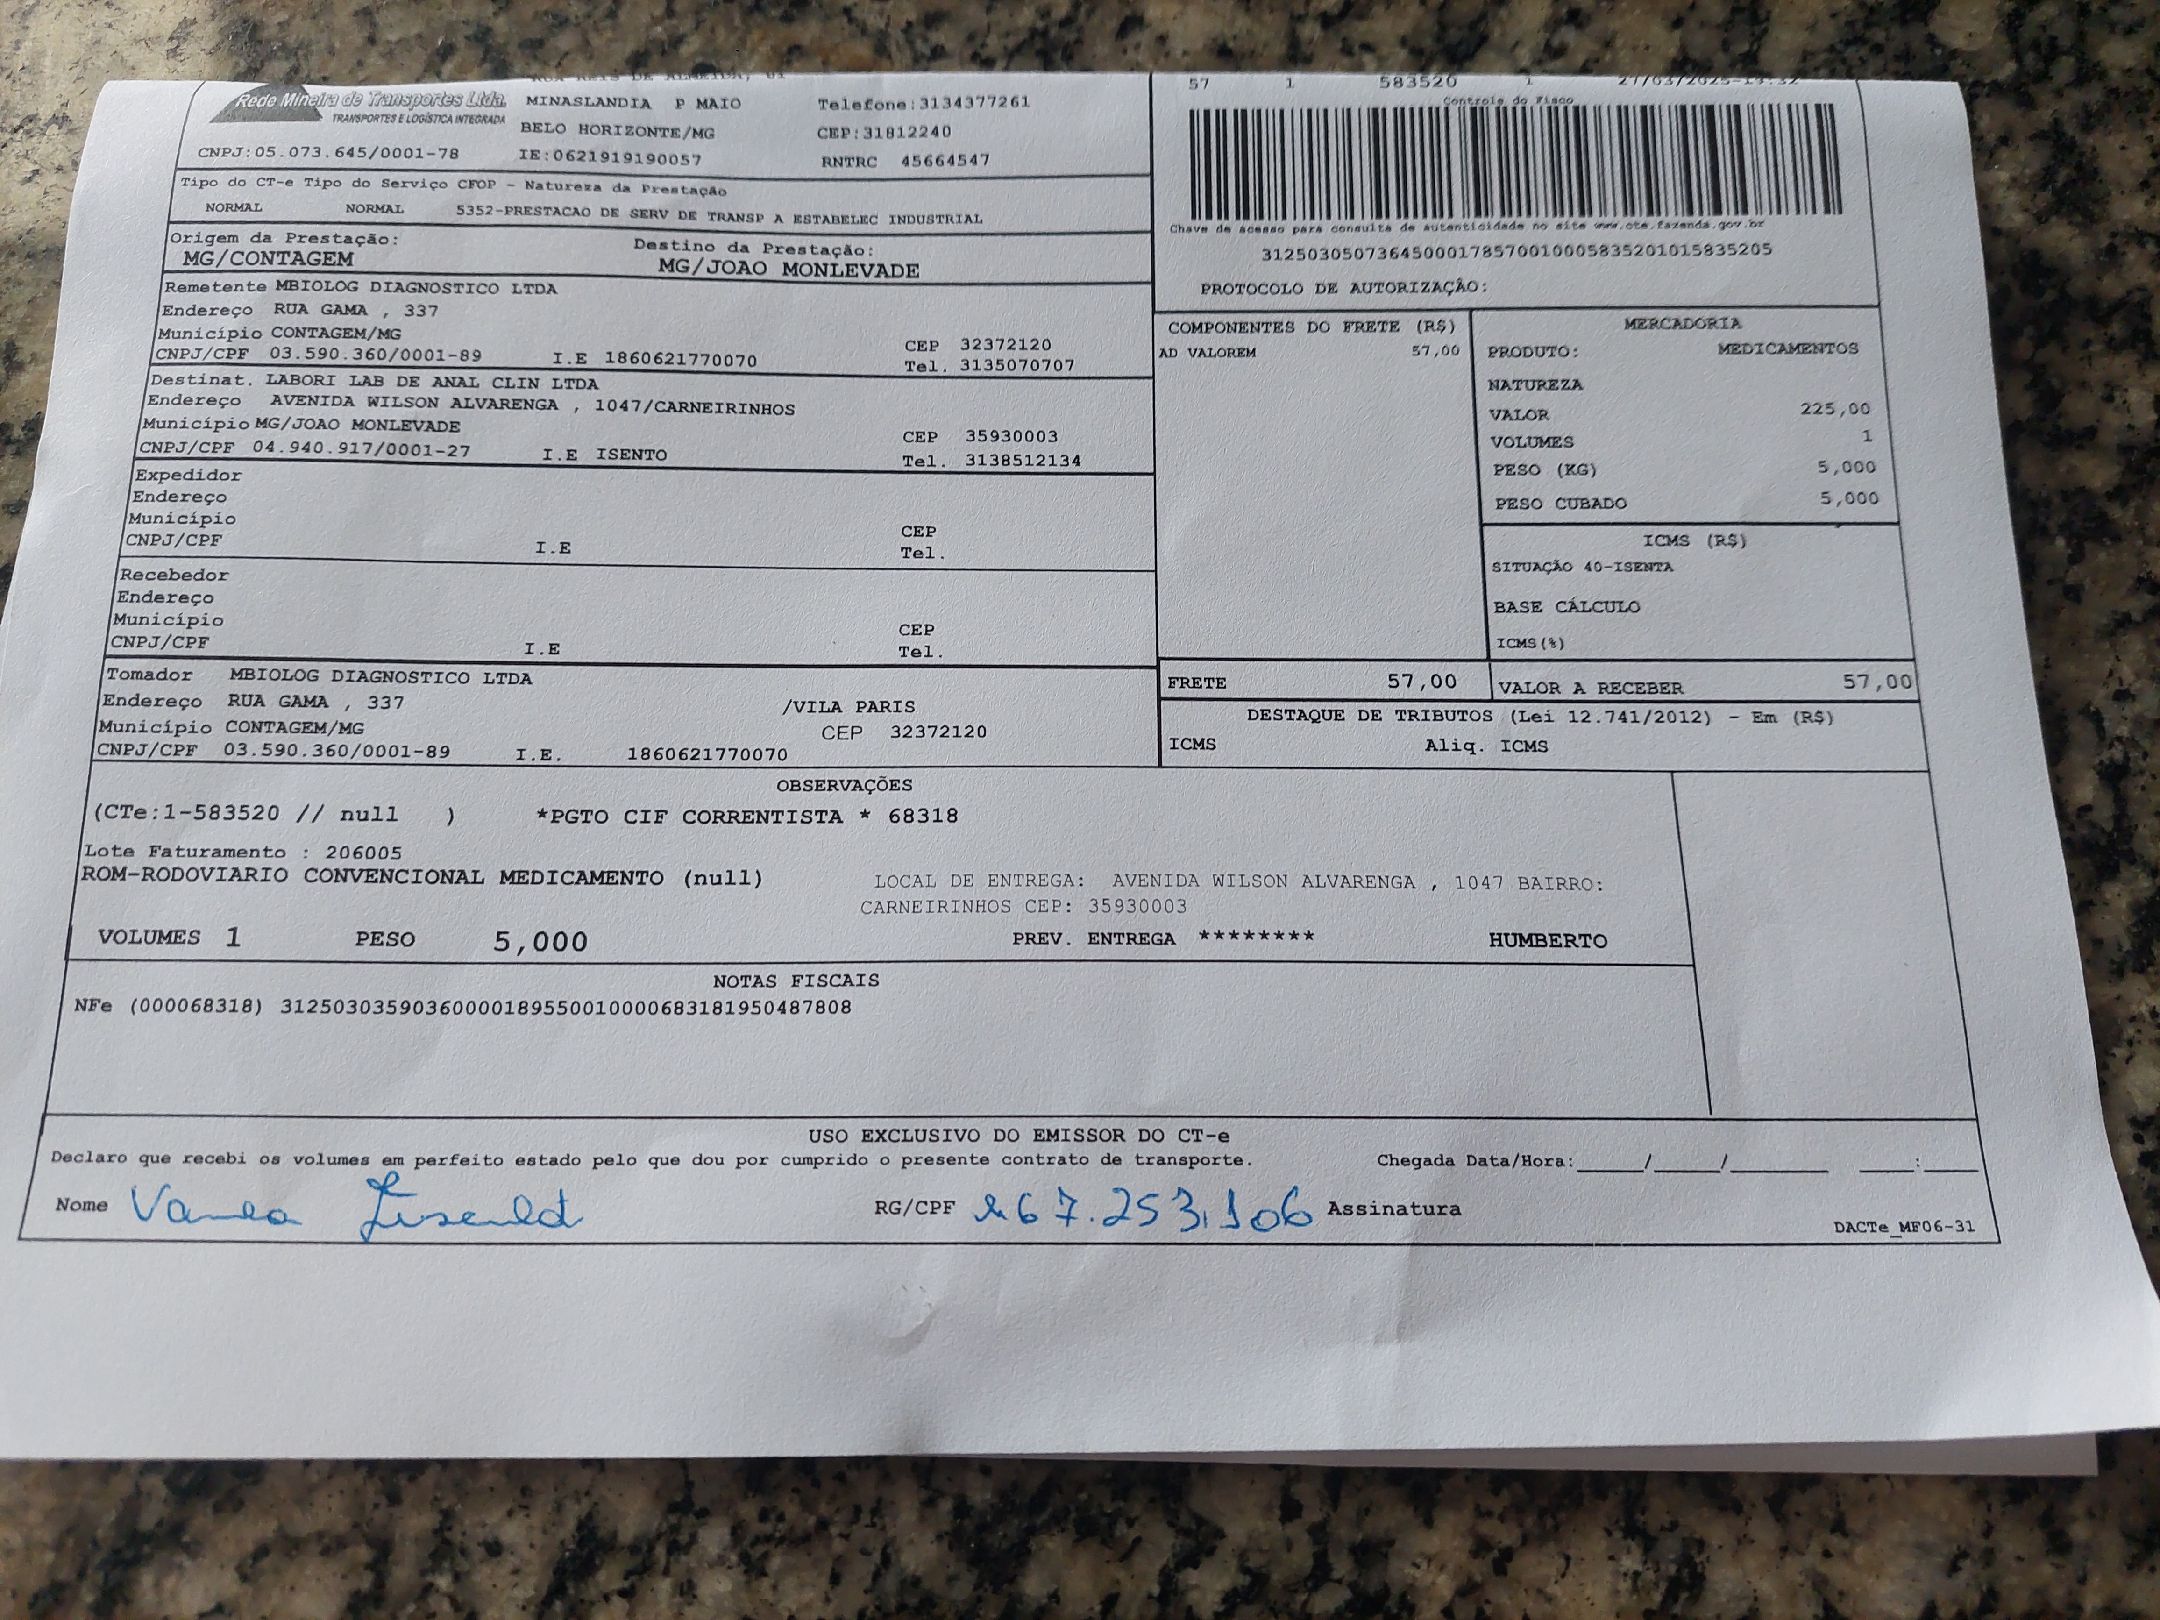 57 1 583520 1
Rede Mineira de Transportes Ltda.
TRANSPORTES E LOGÍSTICA INTEGRADA
MINASLANDIA P MAIO Telefone:3134377261
BELO HORIZONTE/MG CEP:31812240
CNPJ:05.073.645/0001-78 IE:0621919190057 RNTRC 45664547
Controle do Fisco
Chave de acesso para consulta de autenticidade no site www.cte.fazenda.gov.br
31250305073645000178570010005835201015835205
PROTOCOLO DE AUTORIZAÇÃO:
Tipo do CT-e Tipo do Serviço CFOP - Natureza da Prestação
NORMAL NORMAL 5352-PRESTACAO DE SERV DE TRANSP A ESTABELEC INDUSTRIAL
Origem da Prestação: Destino da Prestação:
MG/CONTAGEM MG/JOAO MONLEVADE
Remetente MBIOLOG DIAGNOSTICO LTDA
Endereço RUA GAMA , 337
Município CONTAGEM/MG CEP 32372120
CNPJ/CPF 03.590.360/0001-89 I.E 1860621770070 Tel. 3135070707
Destinat. LABORI LAB DE ANAL CLIN LTDA
Endereço AVENIDA WILSON ALVARENGA , 1047/CARNEIRINHOS
Município MG/JOAO MONLEVADE CEP 35930003
CNPJ/CPF 04.940.917/0001-27 I.E ISENTO Tel. 3138512134
Expedidor
Endereço
Município CEP
CNPJ/CPF I.E Tel.
Recebedor
Endereço
Município CEP
CNPJ/CPF I.E Tel.
Tomador MBIOLOG DIAGNOSTICO LTDA
Endereço RUA GAMA , 337 /VILA PARIS
Município CONTAGEM/MG CEP 32372120
CNPJ/CPF 03.590.360/0001-89 I.E. 1860621770070
COMPONENTES DO FRETE (R$)
AD VALOREM 57,00
MERCADORIA
PRODUTO: MEDICAMENTOS
NATUREZA
VALOR 225,00
VOLUMES 1
PESO (KG) 5,000
PESO CUBADO 5,000
ICMS (R$)
SITUAÇÃO 40-ISENTA
BASE CÁLCULO
ICMS(%)
FRETE 57,00 VALOR A RECEBER 57,00
DESTAQUE DE TRIBUTOS (Lei 12.741/2012) - Em (R$)
ICMS Aliq. ICMS
OBSERVAÇÕES
(CTe:1-583520 // null ) *PGTO CIF CORRENTISTA * 68318
Lote Faturamento : 206005
ROM-RODOVIARIO CONVENCIONAL MEDICAMENTO (null) LOCAL DE ENTREGA: AVENIDA WILSON ALVARENGA , 1047 BAIRRO:
CARNEIRINHOS CEP: 35930003
VOLUMES 1 PESO 5,000 PREV. ENTREGA ******** HUMBERTO
NOTAS FISCAIS
NFe (000068318) 31250303590360000189550010000683181950487808
USO EXCLUSIVO DO EMISSOR DO CT-e
Declaro que recebi os volumes em perfeito estado pelo que dou por cumprido o presente contrato de transporte. Chegada Data/Hora:_____/_____/________ ____:____
Nome RG/CPF 67.253.106 Assinatura
DACTe_MF06-31